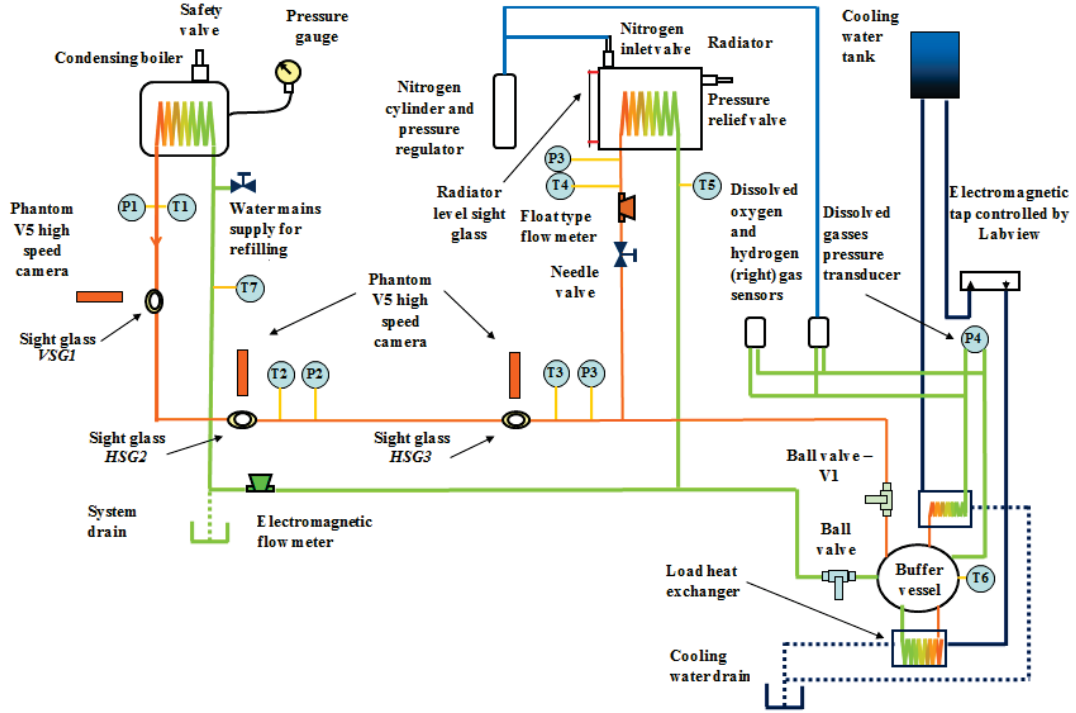 Safety
valve
Pressure
gauge
Condensing boiler
Nitrogen
cylinder and
pressure
regulator
Nitrogen
inlet valve
Radiator
Pressure
relief valve
Cooling
water
tank
P1
T1
Phantom
V5 high
speed
camera
Water mains
supply for
refilling
T7
Sight glass
VSG1
P3
T4
Radiator
level sight
glass
Float type
flow meter
Needle
valve
T5
Dissolved
oxygen
and
hydrogen
(right) gas
sensors
Dissolved
gasses
pressure
transducer
Electromagnetic
tap controlled by
Labview
P4
Phantom
V5 high
speed
camera
T2
P2
T3
P3
Sight glass
HSG2
Sight glass
HSG3
Ball valve –
V1
System
drain
Electromagnetic
flow meter
Ball
valve
Buffer
vessel
T6
Load heat
exchanger
Cooling
water drain